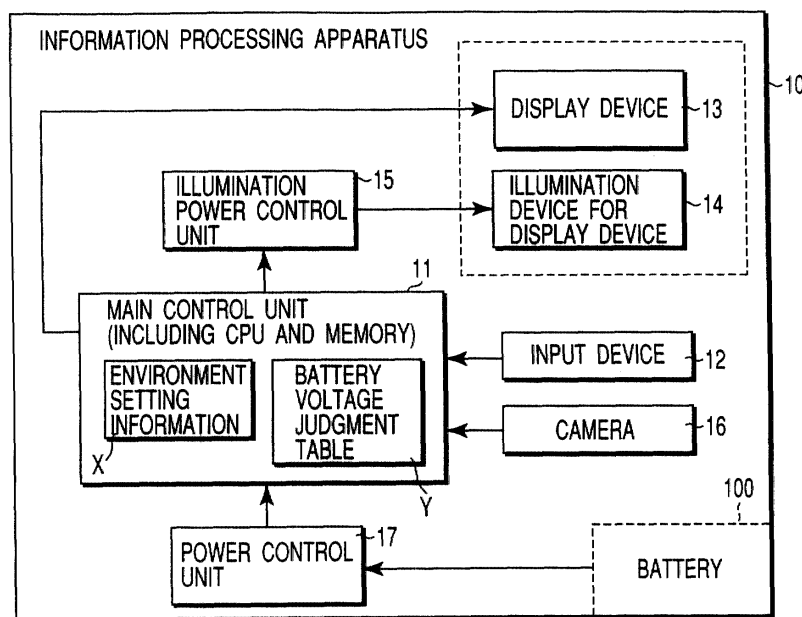 INFORMATION PROCESSING APPARATUS
10
DISPLAY DEVICE
13
15
ILLUMINATION
POWER CONTROL
UNIT
ILLUMINATION
DEVICE FOR
DISPLAY DEVICE
14
11
MAIN CONTROL UNIT
(INCLUDING CPU AND MEMORY)
ENVIRONMENT
SETTING
INFORMATION
X
BATTERY
VOLTAGE
JUDGMENT
TABLE
Y
INPUT DEVICE
12
CAMERA
16
17
POWER CONTROL
UNIT
100
BATTERY